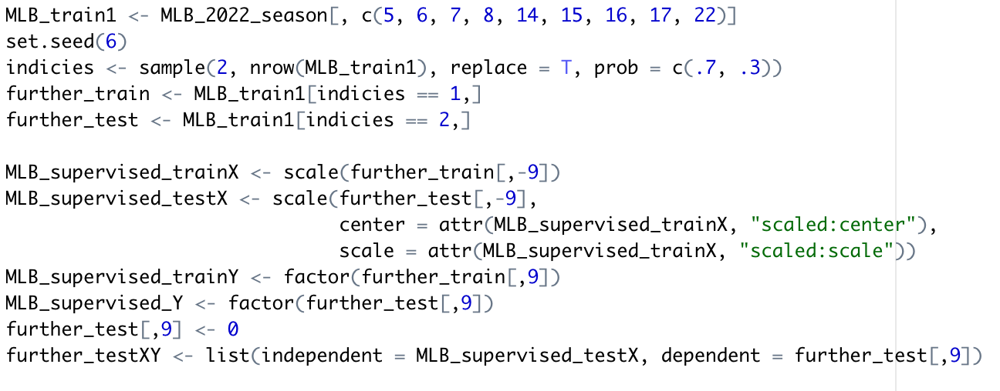 MLB_train1 <- MLB_2022_season[, c(5, 6, 7, 8, 14, 15, 16, 17, 22)]
set.seed(6)
indicies <- sample(2, nrow(MLB_train1), replace = T, prob = c(.7, .3))
further_train <- MLB_train1[indicies == 1,]
further_test <- MLB_train1[indicies == 2,]
MLB_supervised_trainX <- scale(further_train[,-9])
MLB_supervised_testX <- scale(further_test[,-9],
center = attr(MLB_supervised_trainX, "scaled:center"),
scale = attr(MLB_supervised_trainX, "scaled:scale"))
MLB_supervised_trainY <- factor(further_train[,9])
MLB_supervised_Y <- factor(further_test[,9])
further_test[,9] <- 0
further_testXY <- list(independent = MLB_supervised_testX, dependent = further_test[,9])